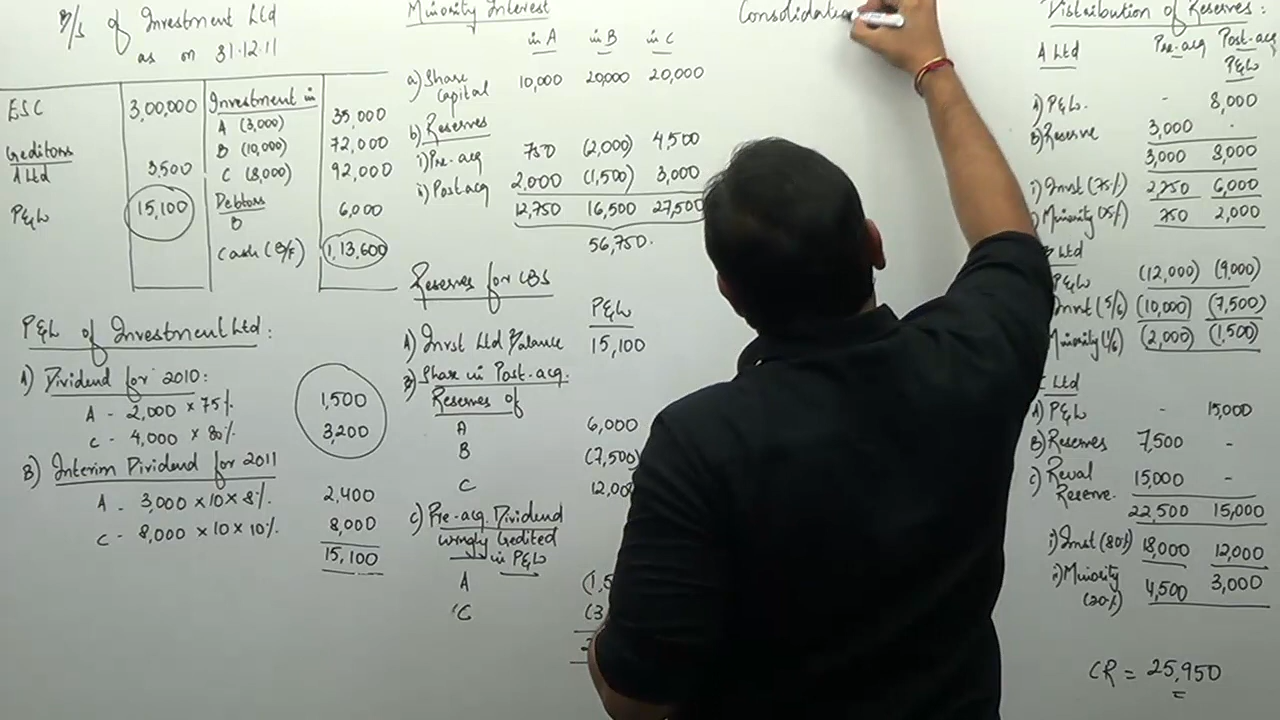 B/S of Investment Ltd
as on 31.12.11
ESC 3,00,000 Investment in
A (3,000) 35,000
B (10,000) 72,000
C (8,000) 92,000
Creditors
A Ltd 3,500
P&L 15,100
Debtors
B 6,000
Cash (B/F) 1,13,600
P&L of Investment Ltd:
A) Dividend for 2010:
A - 2,000 × 75% 1,500
C - 4,000 × 80% 3,200
B) Interim Dividend for 2011
A - 3,000 × 10 × 8% 2,400
C - 8,000 × 10 × 10% 8,000
15,100
Minority Interest
in A in B in C
a) Share Capital 10,000 20,000 20,000
b) Reserves
i) Pre-acq 750 (2,000) 4,500
ii) Post acq 2,000 (1,500) 3,000
12,750 16,500 27,500
56,750.
Reserves for CBS
P&L
A) Invst Ltd Balance 15,100
B) Share in Post-acq.
Reserves of
A 6,000
B (7,500)
C 12,000
C) Pre-acq. Dividend
wrngly Credited
in P&L
A (1,5
C (3
2
Consolidation
Distribution of Reserves:
A Ltd Pre-acq Post-acq
P&L
A) P&L. - 8,000
B) Reserve 3,000 -
3,000 8,000
i) Invst (75%) 2,250 6,000
Minority (25%) 750 2,000
Ltd
P&L (12,000) (9,000)
Invst (5/6) (10,000) (7,500)
Minority (1/6) (2,000) (1,500)
C Ltd
A) P&L - 15,000
B) Reserves 7,500 -
C) Reval
Reserve. 15,000 -
22,500 15,000
i) Invst (80%) 18,000 12,000
ii) Minority
(20%) 4,500 3,000
CR = 25,950